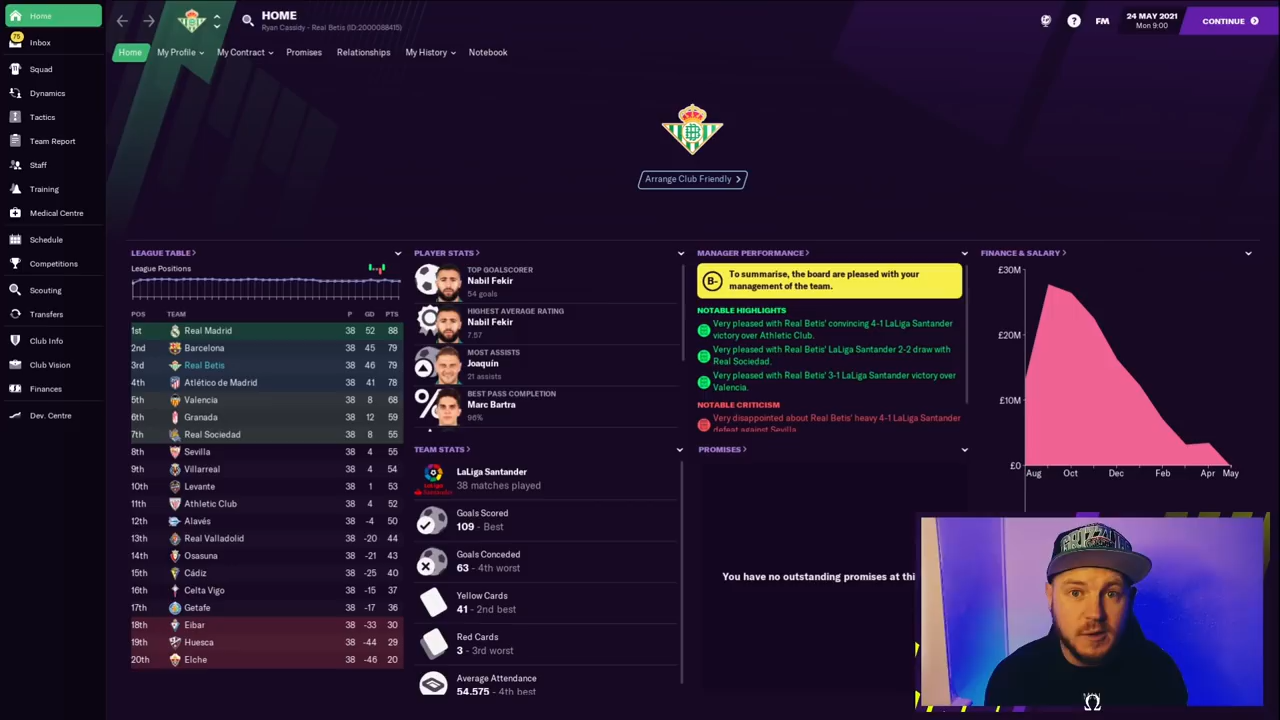 Home
75
Inbox
Squad
Dynamics
Tactics
Team Report
Staff
Training
Medical Centre
Schedule
Competitions
Scouting
Transfers
Club Info
Club Vision
Finances
Dev. Centre
HOME
Ryan Cassidy - Real Betis (ID:2000088415)
FM
24 MAY 2021
Mon 9:00
CONTINUE
Home
My Profile
My Contract
Promises
Relationships
My History
Notebook
Arrange Club Friendly
LEAGUE TABLE
League Positions
POS TEAM P GD PTS
1st Real Madrid 38 52 88
2nd Barcelona 38 45 79
3rd Real Betis 38 46 79
4th Atlético de Madrid 38 41 78
5th Valencia 38 8 68
6th Granada 38 12 59
7th Real Sociedad 38 8 55
8th Sevilla 38 4 55
9th Villarreal 38 4 54
10th Levante 38 1 53
11th Athletic Club 38 4 52
12th Alavés 38 -4 50
13th Real Valladolid 38 -20 44
14th Osasuna 38 -21 43
15th Cádiz 38 -25 40
16th Celta Vigo 38 -15 37
17th Getafe 38 -17 36
18th Eibar 38 -33 30
19th Huesca 38 -44 29
20th Elche 38 -46 20
PLAYER STATS
TOP GOALSCORER
Nabil Fekir
54 goals
HIGHEST AVERAGE RATING
Nabil Fekir
7.57
MOST ASSISTS
Joaquín
21 assists
BEST PASS COMPLETION
Marc Bartra
96%
TEAM STATS
LaLiga Santander
38 matches played
Goals Scored
109 - Best
Goals Conceded
63 - 4th worst
Yellow Cards
41 - 2nd best
Red Cards
3 - 3rd worst
Average Attendance
54,575 - 4th best
MANAGER PERFORMANCE
B-
To summarise, the board are pleased with your
management of the team.
NOTABLE HIGHLIGHTS
Very pleased with Real Betis' convincing 4-1 LaLiga Santander
victory over Athletic Club.
Very pleased with Real Betis' LaLiga Santander 2-2 draw with
Real Sociedad.
Very pleased with Real Betis' 3-1 LaLiga Santander victory over
Valencia.
NOTABLE CRITICISM
Very disappointed about Real Betis' heavy 4-1 LaLiga Santander
defeat against Sevilla
PROMISES
You have no outstanding promises at thi
FINANCE & SALARY
£30M
£20M
£10M
£0
Aug Oct Dec Feb Apr May